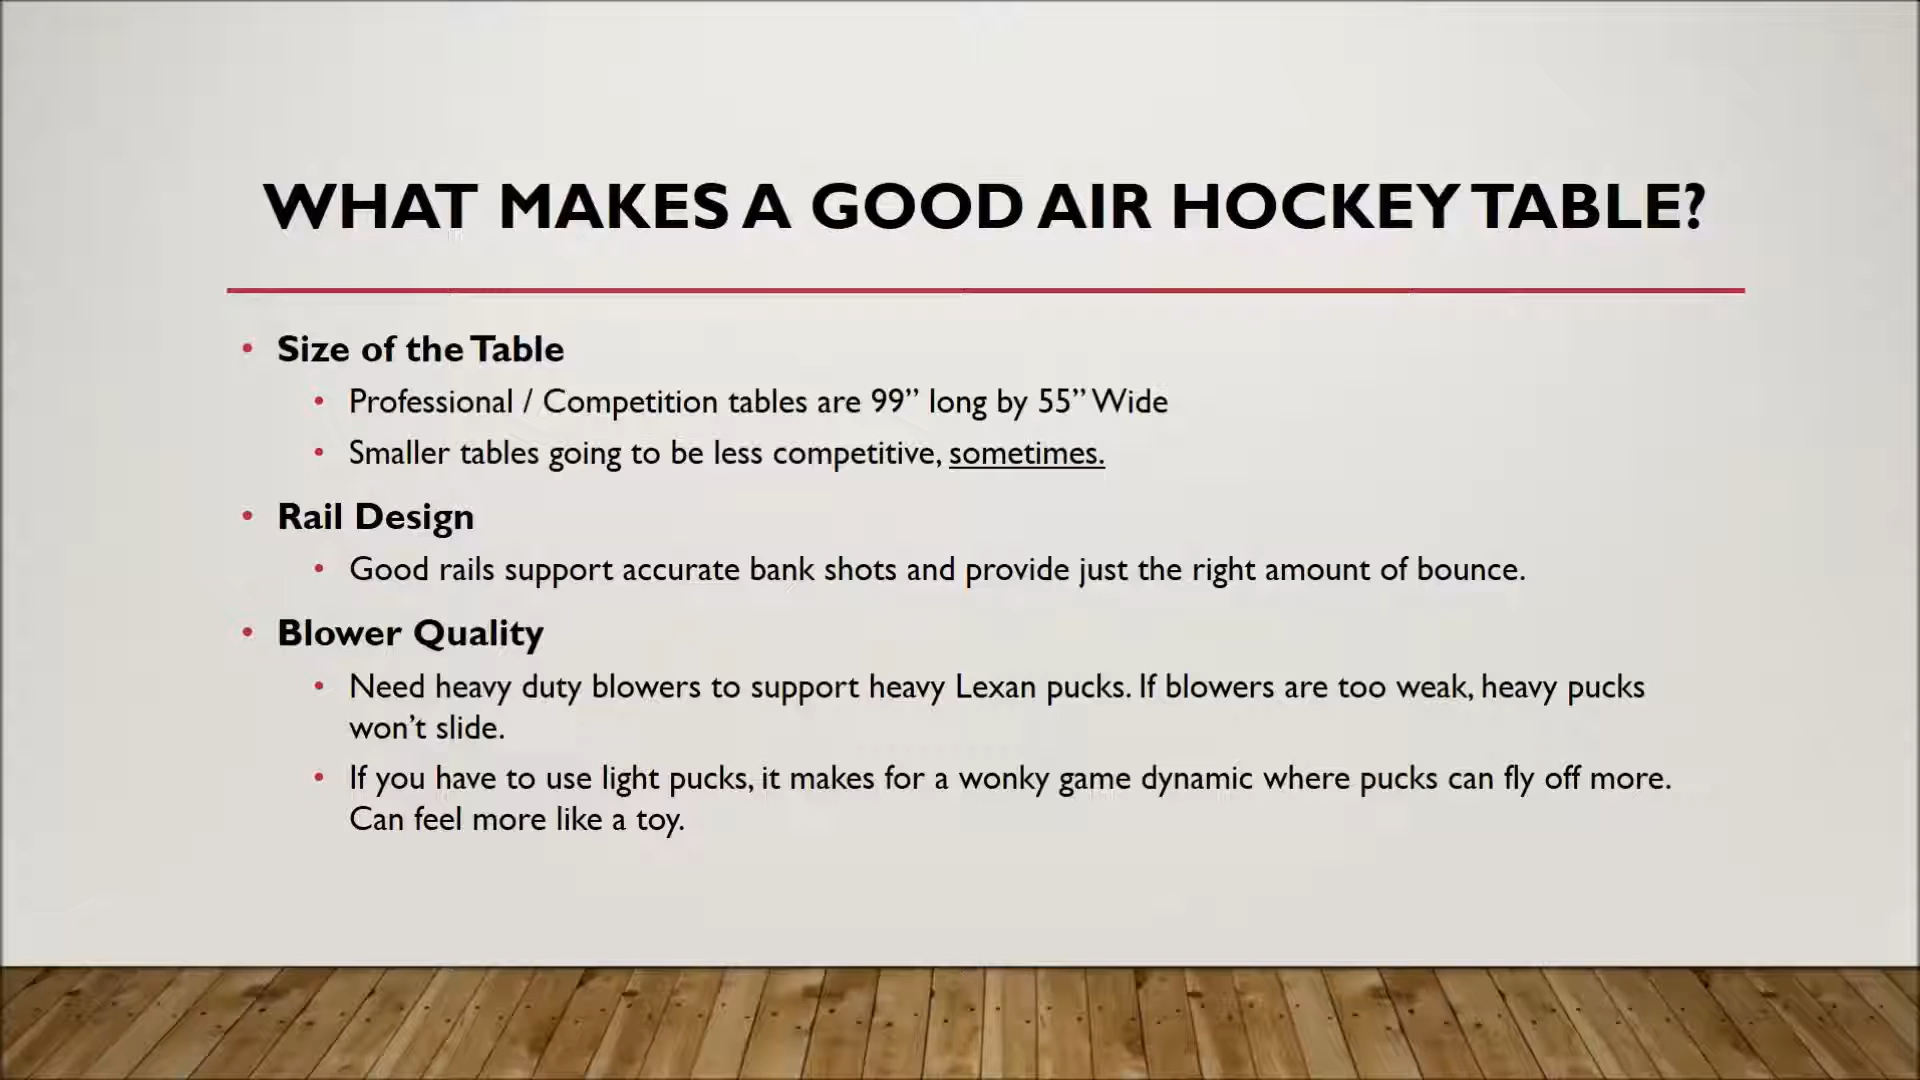 WHAT MAKES A GOOD AIR HOCKEY TABLE?
• Size of the Table
• Professional / Competition tables are 99” long by 55” Wide
• Smaller tables going to be less competitive, sometimes.
• Rail Design
• Good rails support accurate bank shots and provide just the right amount of bounce.
• Blower Quality
• Need heavy duty blowers to support heavy Lexan pucks. If blowers are too weak, heavy pucks
won’t slide.
• If you have to use light pucks, it makes for a wonky game dynamic where pucks can fly off more.
Can feel more like a toy.